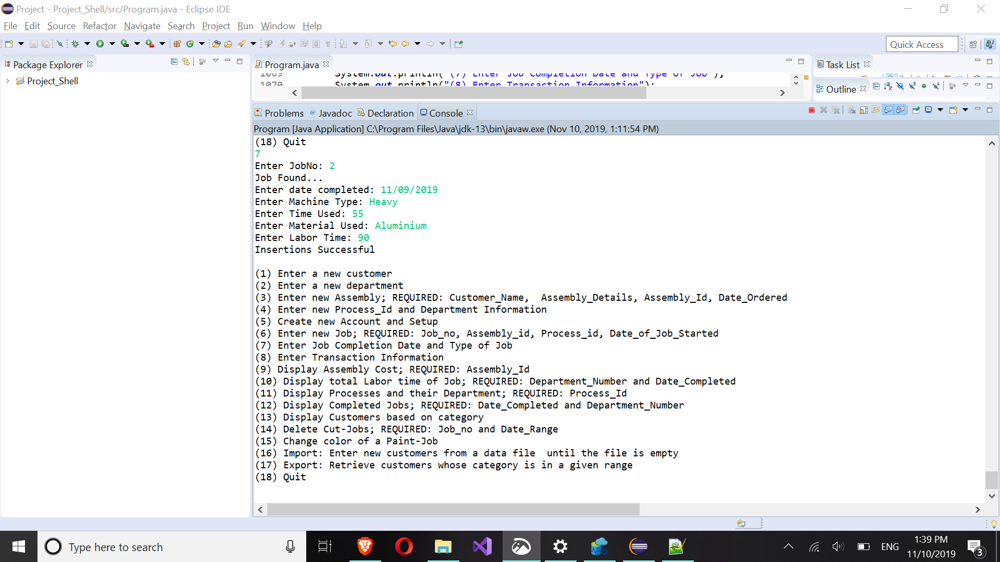 Project - Project_Shell/src/Program.java - Eclipse IDE
File Edit Source Refactor Navigate Search Project Run Window Help
Quick Access
Package Explorer
Project_Shell
Program.java
1069 System.out.println("(7) Enter Job Completion Date and Type of Job");
1070 System.out.println("(8) Enter Transaction Information");
Task List
Outline
Problems @ Javadoc Declaration Console
Program [Java Application] C:\Program Files\Java\jdk-13\bin\javaw.exe (Nov 10, 2019, 1:11:54 PM)
(18) Quit
7
Enter JobNo: 2
Job Found...
Enter date completed: 11/09/2019
Enter Machine Type: Heavy
Enter Time Used: 55
Enter Material Used: Aluminium
Enter Labor Time: 90
Insertions Successful
(1) Enter a new customer
(2) Enter a new department
(3) Enter new Assembly; REQUIRED: Customer_Name,  Assembly_Details, Assembly_Id, Date_Ordered
(4) Enter new Process_Id and Department Information
(5) Create new Account and Setup
(6) Enter new Job; REQUIRED: Job_no, Assembly_id, Process_id, Date_of_Job_Started
(7) Enter Job Completion Date and Type of Job
(8) Enter Transaction Information
(9) Display Assembly Cost; REQUIRED: Assembly_Id
(10) Display total Labor time of Job; REQUIRED: Department_Number and Date_Completed
(11) Display Processes and their Department; REQUIRED: Process_Id
(12) Display Completed Jobs; REQUIRED: Date_Completed and Department_Number
(13) Display Customers based on category
(14) Delete Cut-Jobs; REQUIRED: Job_no and Date_Range
(15) Change color of a Paint-Job
(16) Import: Enter new customers from a data file  until the file is empty
(17) Export: Retrieve customers whose category is in a given range
(18) Quit
Type here to search
ENG
1:39 PM
11/10/2019
3